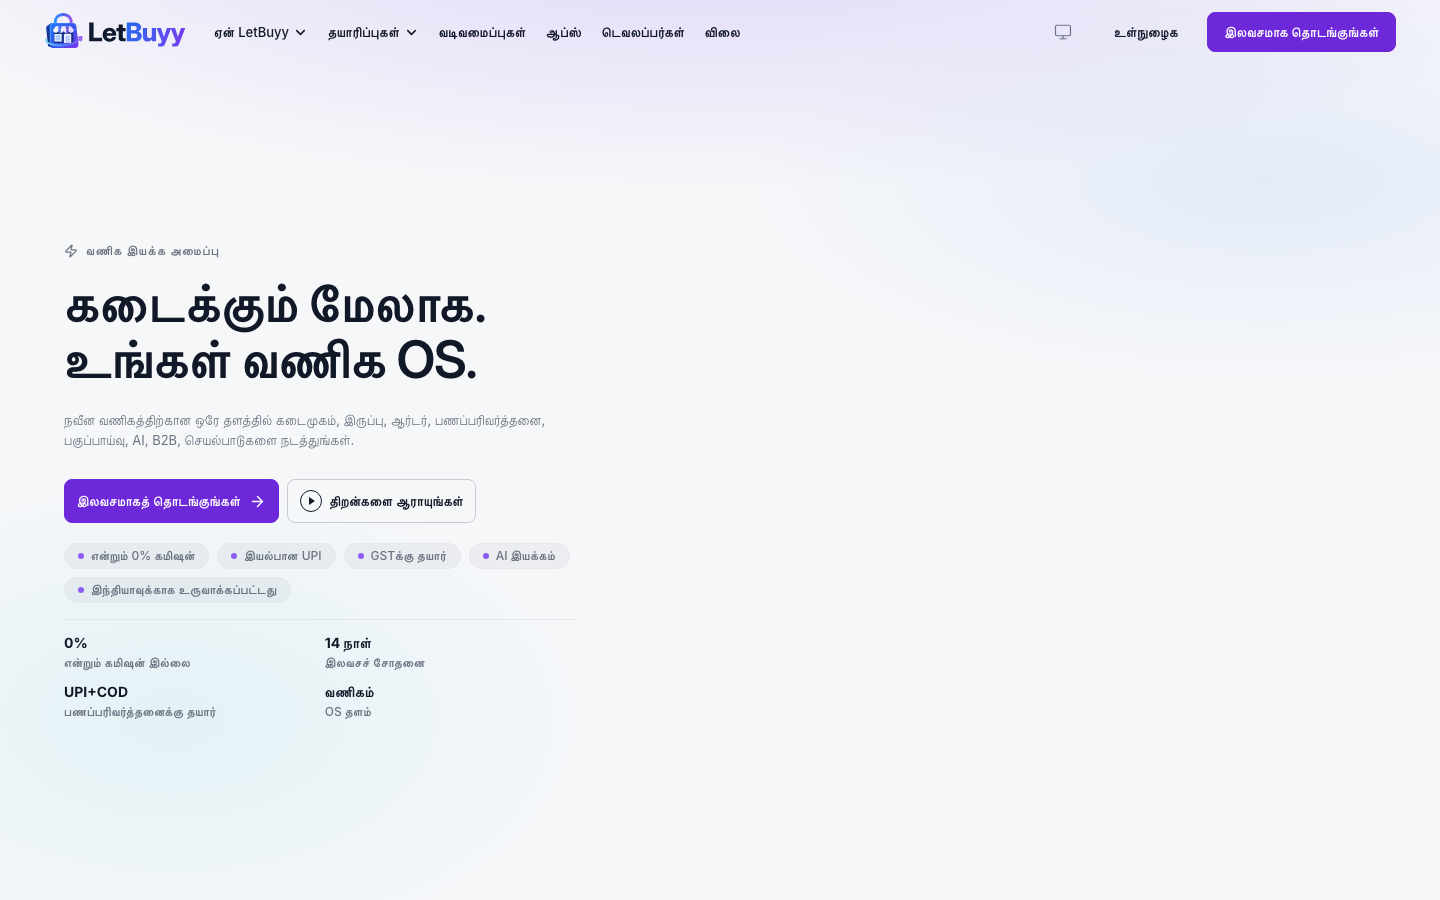 LetBuyy
ஏன் LetBuyy
தயாரிப்புகள்
வடிவமைப்புகள்
ஆப்ஸ்
டெவலப்பர்கள்
விலை
உள்நுழைக
இலவசமாக தொடங்குங்கள்
வணிக இயக்க அமைப்பு
கடைக்கும் மேலாக.
உங்கள் வணிக OS.
நவீன வணிகத்திற்கான ஒரே தளத்தில் கடைமுகம், இருப்பு, ஆர்டர், பணப்பரிவர்த்தனை,
பகுப்பாய்வு, AI, B2B, செயல்பாடுகளை நடத்துங்கள்.
இலவசமாகத் தொடங்குங்கள்
திறன்களை ஆராயுங்கள்
என்றும் 0% கமிஷன்
இயல்பான UPI
GSTக்கு தயார்
AI இயக்கம்
இந்தியாவுக்காக உருவாக்கப்பட்டது
0%
என்றும் கமிஷன் இல்லை
14 நாள்
இலவசச் சோதனை
UPI+COD
பணப்பரிவர்த்தனைக்கு தயார்
வணிகம்
OS தளம்